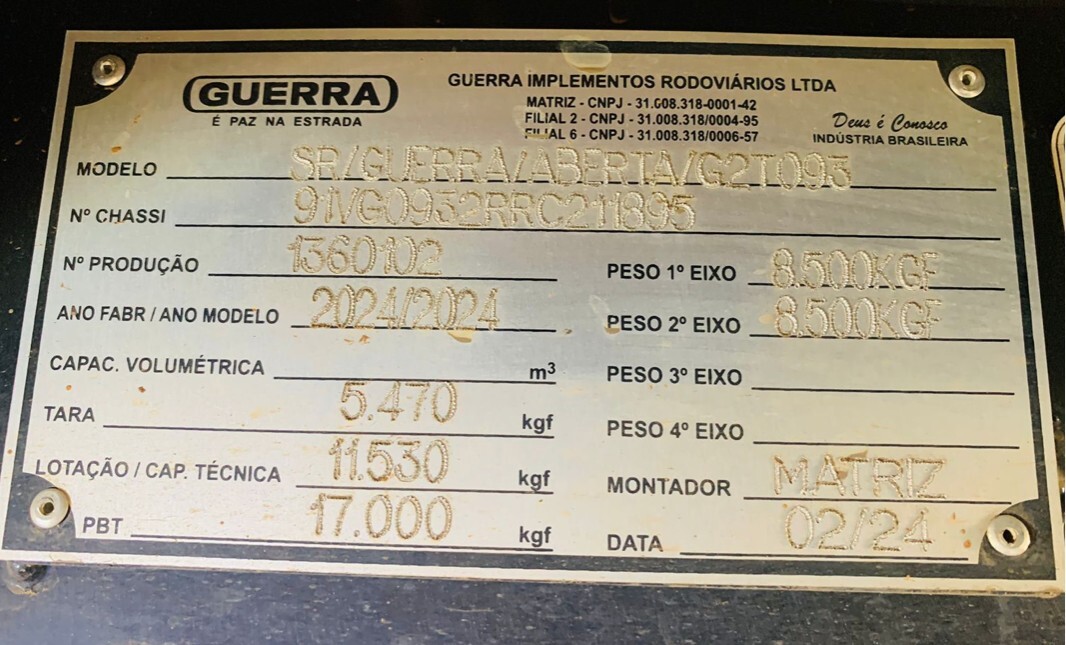 GUERRA
É PAZ NA ESTRADA
GUERRA IMPLEMENTOS RODOVIÁRIOS LTDA
MATRIZ - CNPJ - 31.008.318-0001-42
FILIAL 2 - CNPJ - 31.008.318/0004-95
FILIAL 6 - CNPJ - 31.008.318/0006-57
Deus é Conosco
INDÚSTRIA BRASILEIRA
MODELO SR/GUERRA/ABERTA/G2T093
Nº CHASSI 91VG0932RRC211895
Nº PRODUÇÃO 1360102 PESO 1º EIXO 8.500KGF
ANO FABR / ANO MODELO 2024/2024 PESO 2º EIXO 8.500KGF
CAPAC. VOLUMÉTRICA m³ PESO 3º EIXO
TARA 5.470 kgf PESO 4º EIXO
LOTAÇÃO / CAP. TÉCNICA 11.530 kgf MONTADOR MATRIZ
PBT 17.000 kgf DATA 02/24